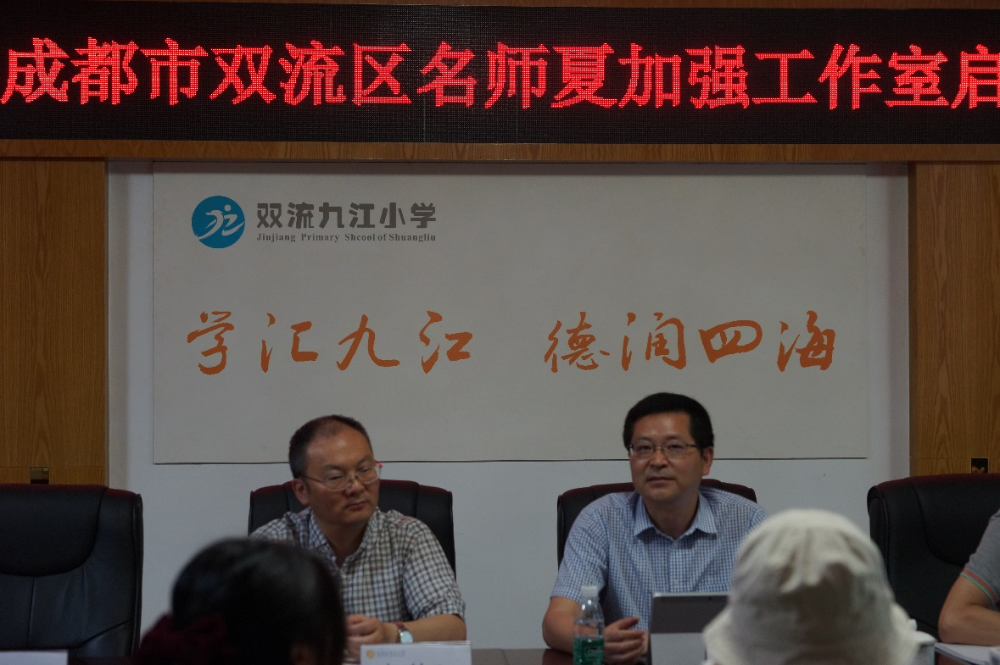 成都市双流区名师夏加强工作室启
双流九江小学
Jiujiang Primary Shcool of Shuangliu
学汇九江 德润四海